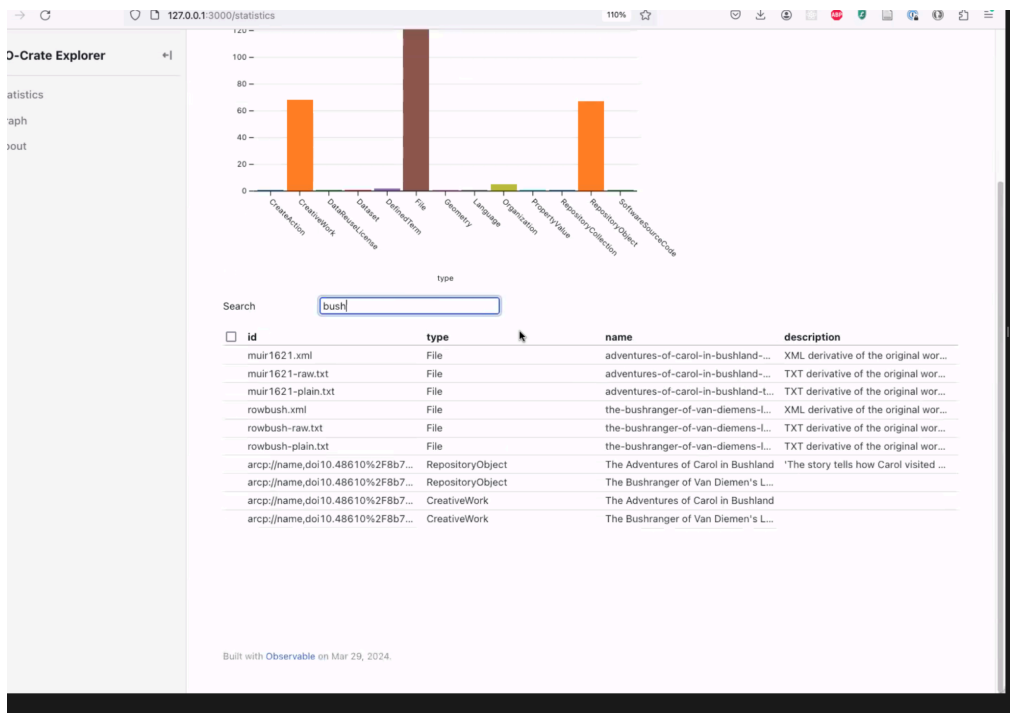 127.0.0.1:3000/statistics 110%
O-Crate Explorer
atistics
raph
bout
120
100
80
60
40
20
0
CreateAction
CreativeWork
DataReuseLicense
Dataset
DefinedTerm
File
Geometry
Language
Organization
PropertyValue
RepositoryCollection
RepositoryObject
SoftwareSourceCode
type
Search bush
id type name description
muir1621.xml File adventures-of-carol-in-bushland-... XML derivative of the original wor...
muir1621-raw.txt File adventures-of-carol-in-bushland-... TXT derivative of the original wor...
muir1621-plain.txt File adventures-of-carol-in-bushland-t... TXT derivative of the original wor...
rowbush.xml File the-bushranger-of-van-diemens-l... XML derivative of the original wor...
rowbush-raw.txt File the-bushranger-of-van-diemens-l... TXT derivative of the original wor...
rowbush-plain.txt File the-bushranger-of-van-diemens-l... TXT derivative of the original wor...
arcp://name,doi10.48610%2F8b7... RepositoryObject The Adventures of Carol in Bushland 'The story tells how Carol visited ...
arcp://name,doi10.48610%2F8b7... RepositoryObject The Bushranger of Van Diemen's L...
arcp://name,doi10.48610%2F8b7... CreativeWork The Adventures of Carol in Bushland
arcp://name,doi10.48610%2F8b7... CreativeWork The Bushranger of Van Diemen's L...
Built with Observable on Mar 29, 2024.